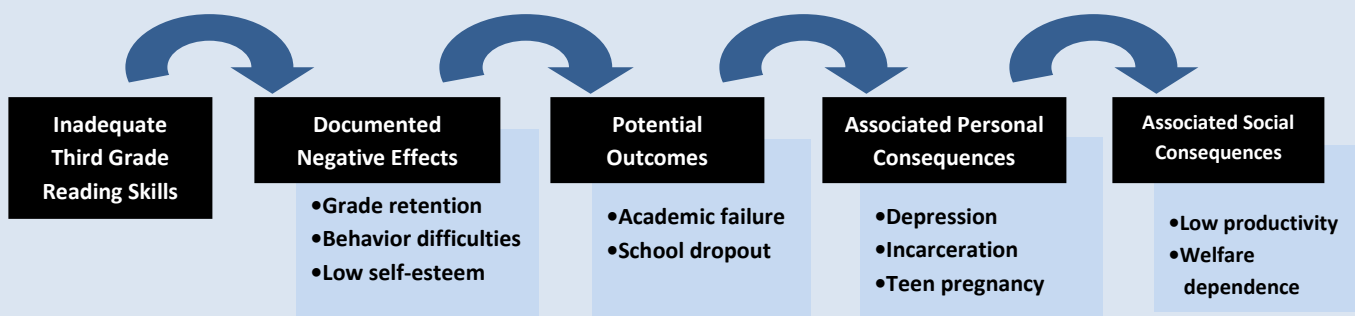 Inadequate
Third Grade
Reading Skills
Documented
Negative Effects
•Grade retention
•Behavior difficulties
•Low self-esteem
Potential
Outcomes
•Academic failure
•School dropout
Associated Personal
Consequences
•Depression
•Incarceration
•Teen pregnancy
Associated Social
Consequences
•Low productivity
•Welfare
dependence